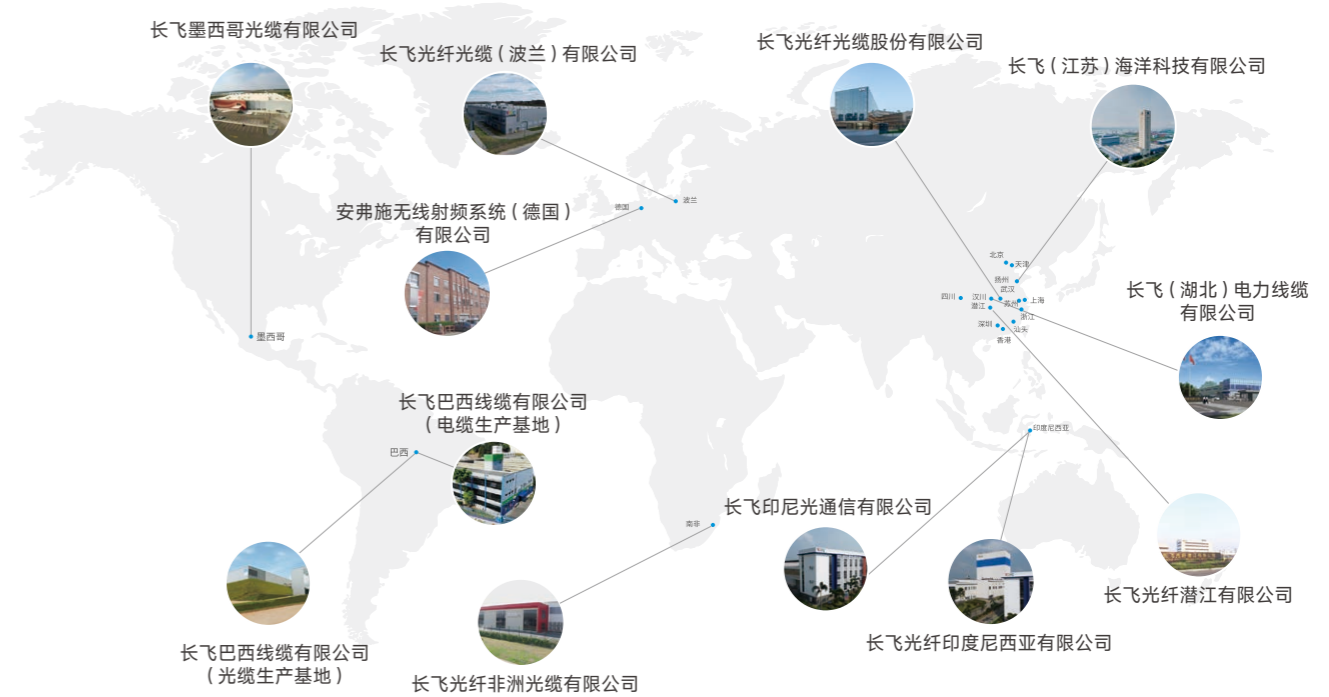 长飞墨西哥光缆有限公司
长飞光纤光缆(波兰)有限公司
长飞光纤光缆股份有限公司
长飞(江苏)海洋科技有限公司
安弗施无线射频系统(德国)
有限公司
德国
波兰
北京
天津
扬州
武汉
四川
汉川
苏州
上海
潜江
浙江
深圳
汕头
香港
长飞(湖北)电力线缆
有限公司
墨西哥
长飞巴西线缆有限公司
(电缆生产基地)
巴西
印度尼西亚
南非
长飞印尼光通信有限公司
长飞光纤潜江有限公司
长飞光纤印度尼西亚有限公司
长飞巴西线缆有限公司
(光缆生产基地)
长飞光纤非洲光缆有限公司